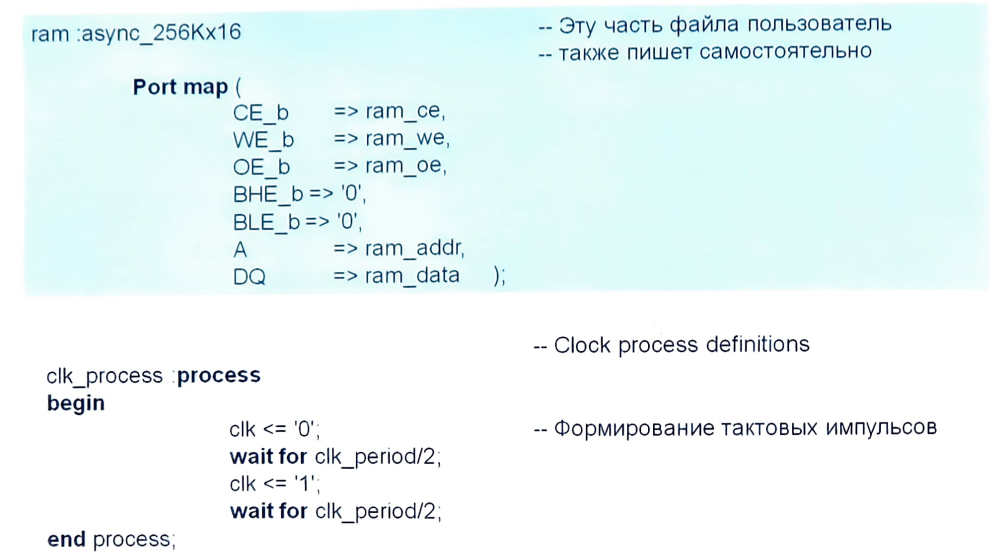 ram :async_256Kx16 -- Эту часть файла пользователь
-- также пишет самостоятельно
Port map (
CE_b => ram_ce,
WE_b => ram_we,
OE_b => ram_oe,
BHE_b => '0',
BLE_b => '0',
A => ram_addr,
DQ => ram_data );
-- Clock process definitions
clk_process :process
begin
clk <= '0'; -- Формирование тактовых импульсов
wait for clk_period/2;
clk <= '1';
wait for clk_period/2;
end process;